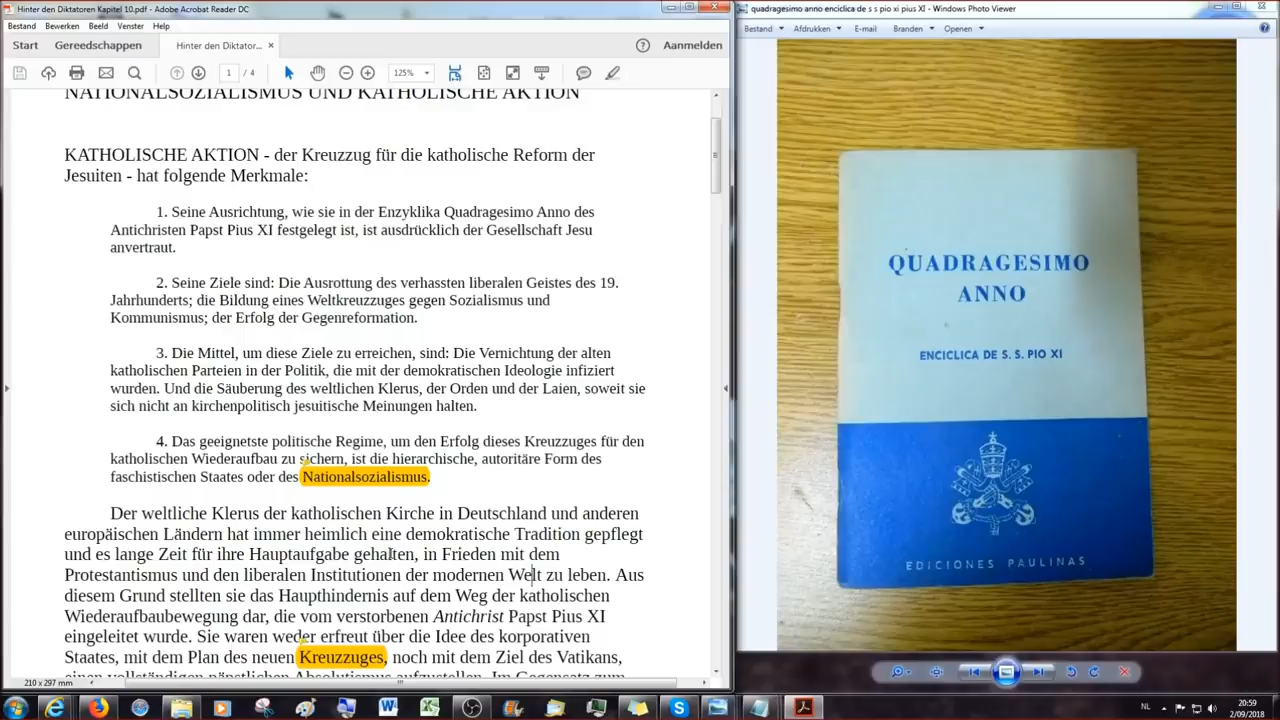 Hinter den Diktatoren Kapitel 10.pdf - Adobe Acrobat Reader DC
Bestand Bewerken Beeld Venster Help
Start Gereedschappen Hinter den Diktator... × Aanmelden
1 / 4 125%
NATIONALSOZIALISMUS UND KATHOLISCHE AKTION
KATHOLISCHE AKTION - der Kreuzzug für die katholische Reform der
Jesuiten - hat folgende Merkmale:
1. Seine Ausrichtung, wie sie in der Enzyklika Quadragesimo Anno des
Antichristen Papst Pius XI festgelegt ist, ist ausdrücklich der Gesellschaft Jesu
anvertraut.
2. Seine Ziele sind: Die Ausrottung des verhassten liberalen Geistes des 19.
Jahrhunderts; die Bildung eines Weltkreuzzuges gegen Sozialismus und
Kommunismus; der Erfolg der Gegenreformation.
3. Die Mittel, um diese Ziele zu erreichen, sind: Die Vernichtung der alten
katholischen Parteien in der Politik, die mit der demokratischen Ideologie infiziert
wurden. Und die Säuberung des weltlichen Klerus, der Orden und der Laien, soweit sie
sich nicht an kirchenpolitisch jesuitische Meinungen halten.
4. Das geeignetste politische Regime, um den Erfolg dieses Kreuzzuges für den
katholischen Wiederaufbau zu sichern, ist die hierarchische, autoritäre Form des
faschistischen Staates oder des Nationalsozialismus.
Der weltliche Klerus der katholischen Kirche in Deutschland und anderen
europäischen Ländern hat immer heimlich eine demokratische Tradition gepflegt
und es lange Zeit für ihre Hauptaufgabe gehalten, in Frieden mit dem
Protestantismus und den liberalen Institutionen der modernen Welt zu leben. Aus
diesem Grund stellten sie das Haupthindernis auf dem Weg der katholischen
Wiederaufbaubewegung dar, die vom verstorbenen Antichrist Papst Pius XI
eingeleitet wurde. Sie waren weder erfreut über die Idee des korporativen
Staates, mit dem Plan des neuen Kreuzzuges, noch mit dem Ziel des Vatikans,
einen vollständigen päpstlichen Absolutismus aufzustellen. Im Gegensatz zum
210 x 297 mm
quadragesimo anno enciclica de s s pio xi pius XI - Windows Photo Viewer
Bestand Afdrukken E-mail Branden Openen
QUADRAGESIMO
ANNO
ENCICLICA DE S. S. PIO XI
EDICIONES PAULINAS
NL 20:59
2/09/2018